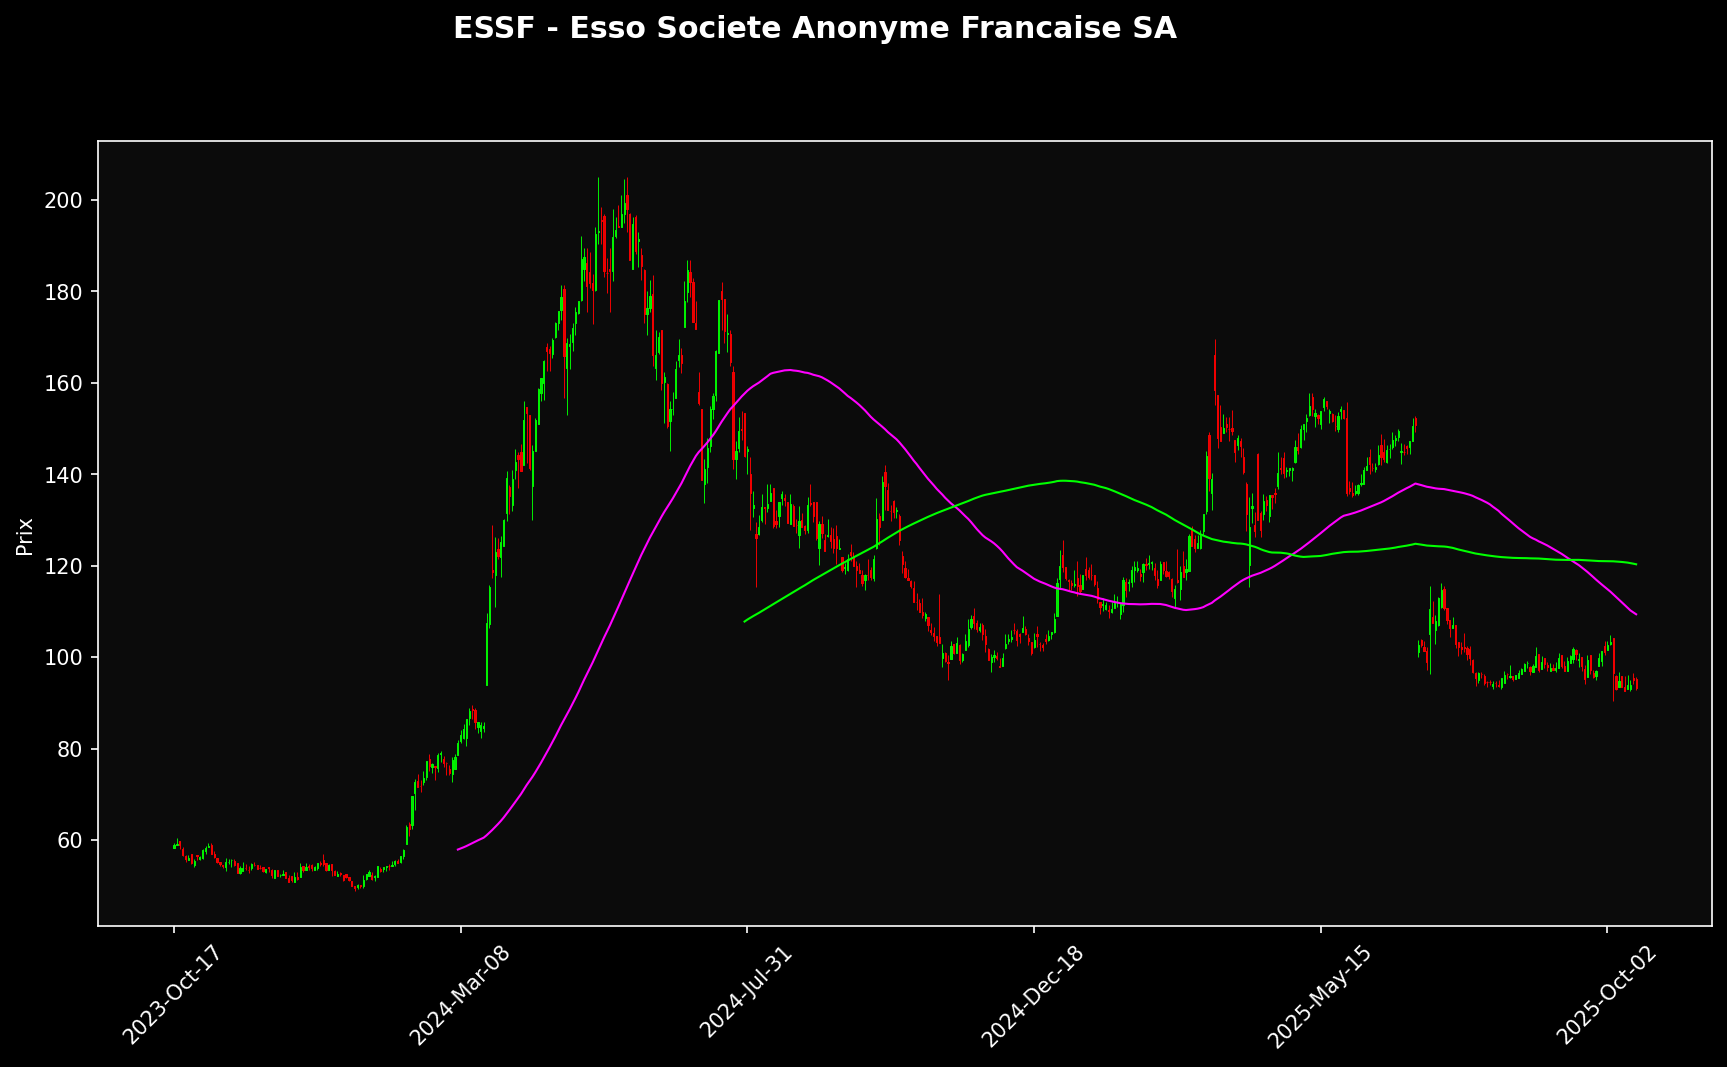 ESSF - Esso Societe Anonyme Francaise SA
Prix
200
180
160
140
120
100
80
60
2023-Oct-17
2024-Mar-08
2024-Jul-31
2024-Dec-18
2025-May-15
2025-Oct-02